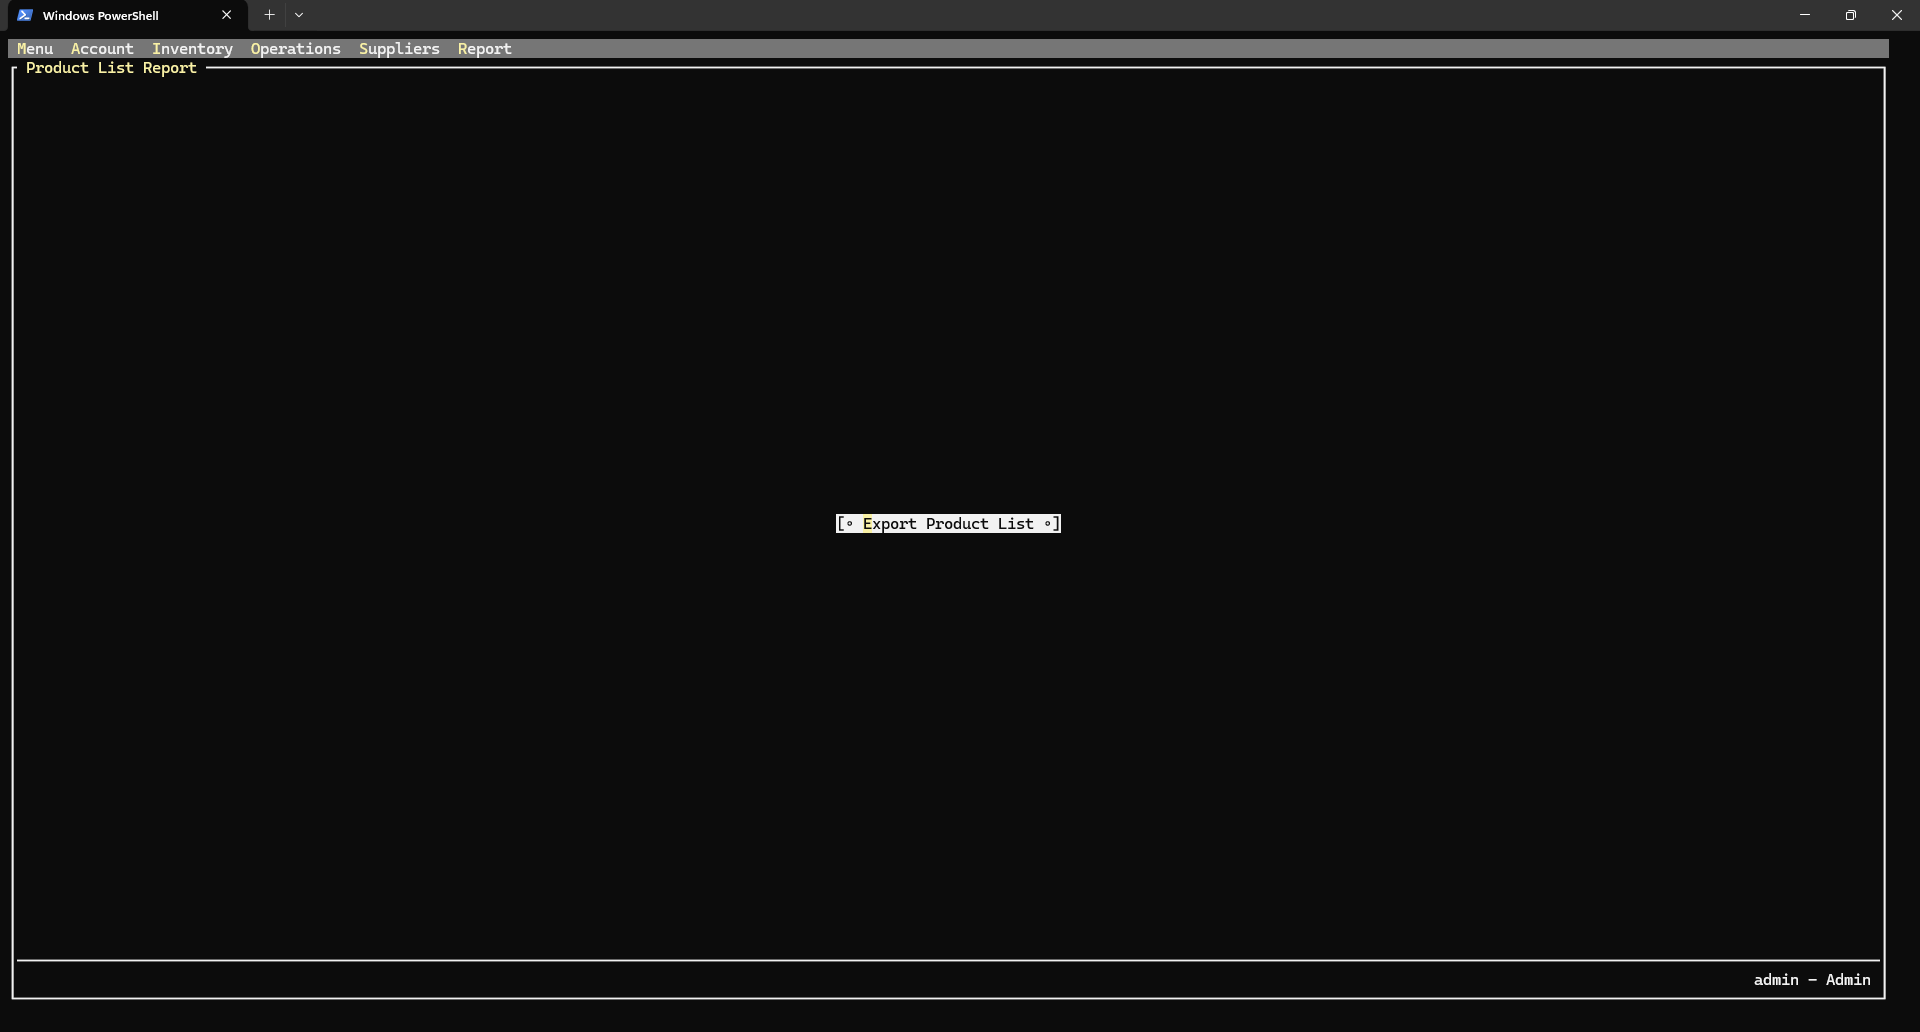 Windows PowerShell
Menu Account Inventory Operations Suppliers Report
Product List Report
[◦ Export Product List ◦]
admin - Admin